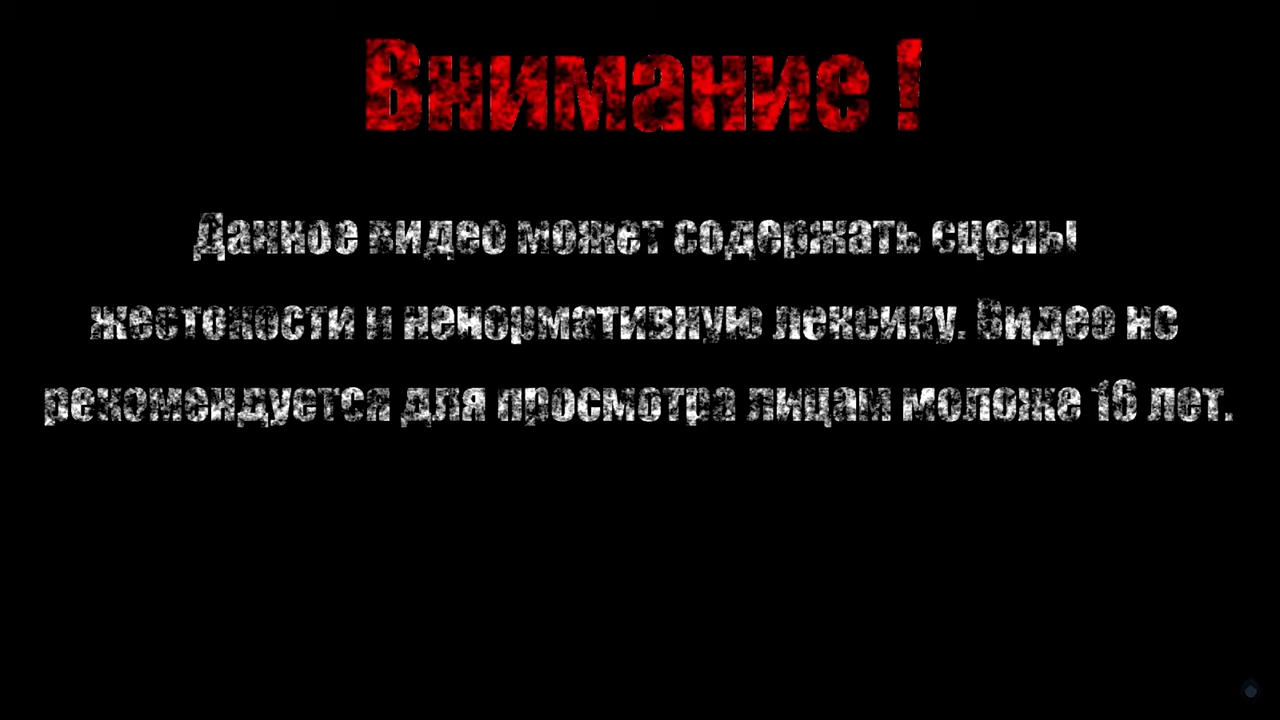 Внимание !
Данное видео может содержать сцены
жестокости и ненормативную лексику. Видео не
рекомендуется для просмотра лицам моложе 16 лет.